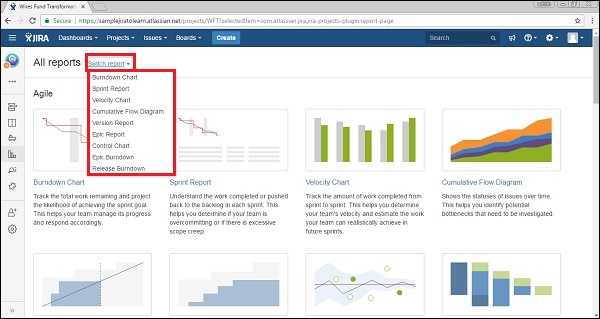 Wires Fund Transformati
Secure https://samplejiratolearn.atlassian.net/projects/WFT?selectedItem=com.atlassian.jira.jira-projects-plugin:report-page
JIRA Dashboards Projects Issues Boards Create Search
All reports Switch report
Burndown Chart
Sprint Report
Velocity Chart
Cumulative Flow Diagram
Version Report
Epic Report
Control Chart
Epic Burndown
Release Burndown
Agile
Burndown Chart
Track the total work remaining and project
the likelihood of achieving the sprint goal.
This helps your team manage its progress
and respond accordingly.
Sprint Report
Understand the work completed or pushed
back to the backlog in each sprint. This
helps you determine if your team is
overcommitting or if there is excessive
scope creep.
Velocity Chart
Track the amount of work completed from
sprint to sprint. This helps you determine
your team's velocity and estimate the work
your team can realistically achieve in
future sprints.
Cumulative Flow Diagram
Shows the statuses of issues over time.
This helps you identify potential
bottlenecks that need to be investigated.